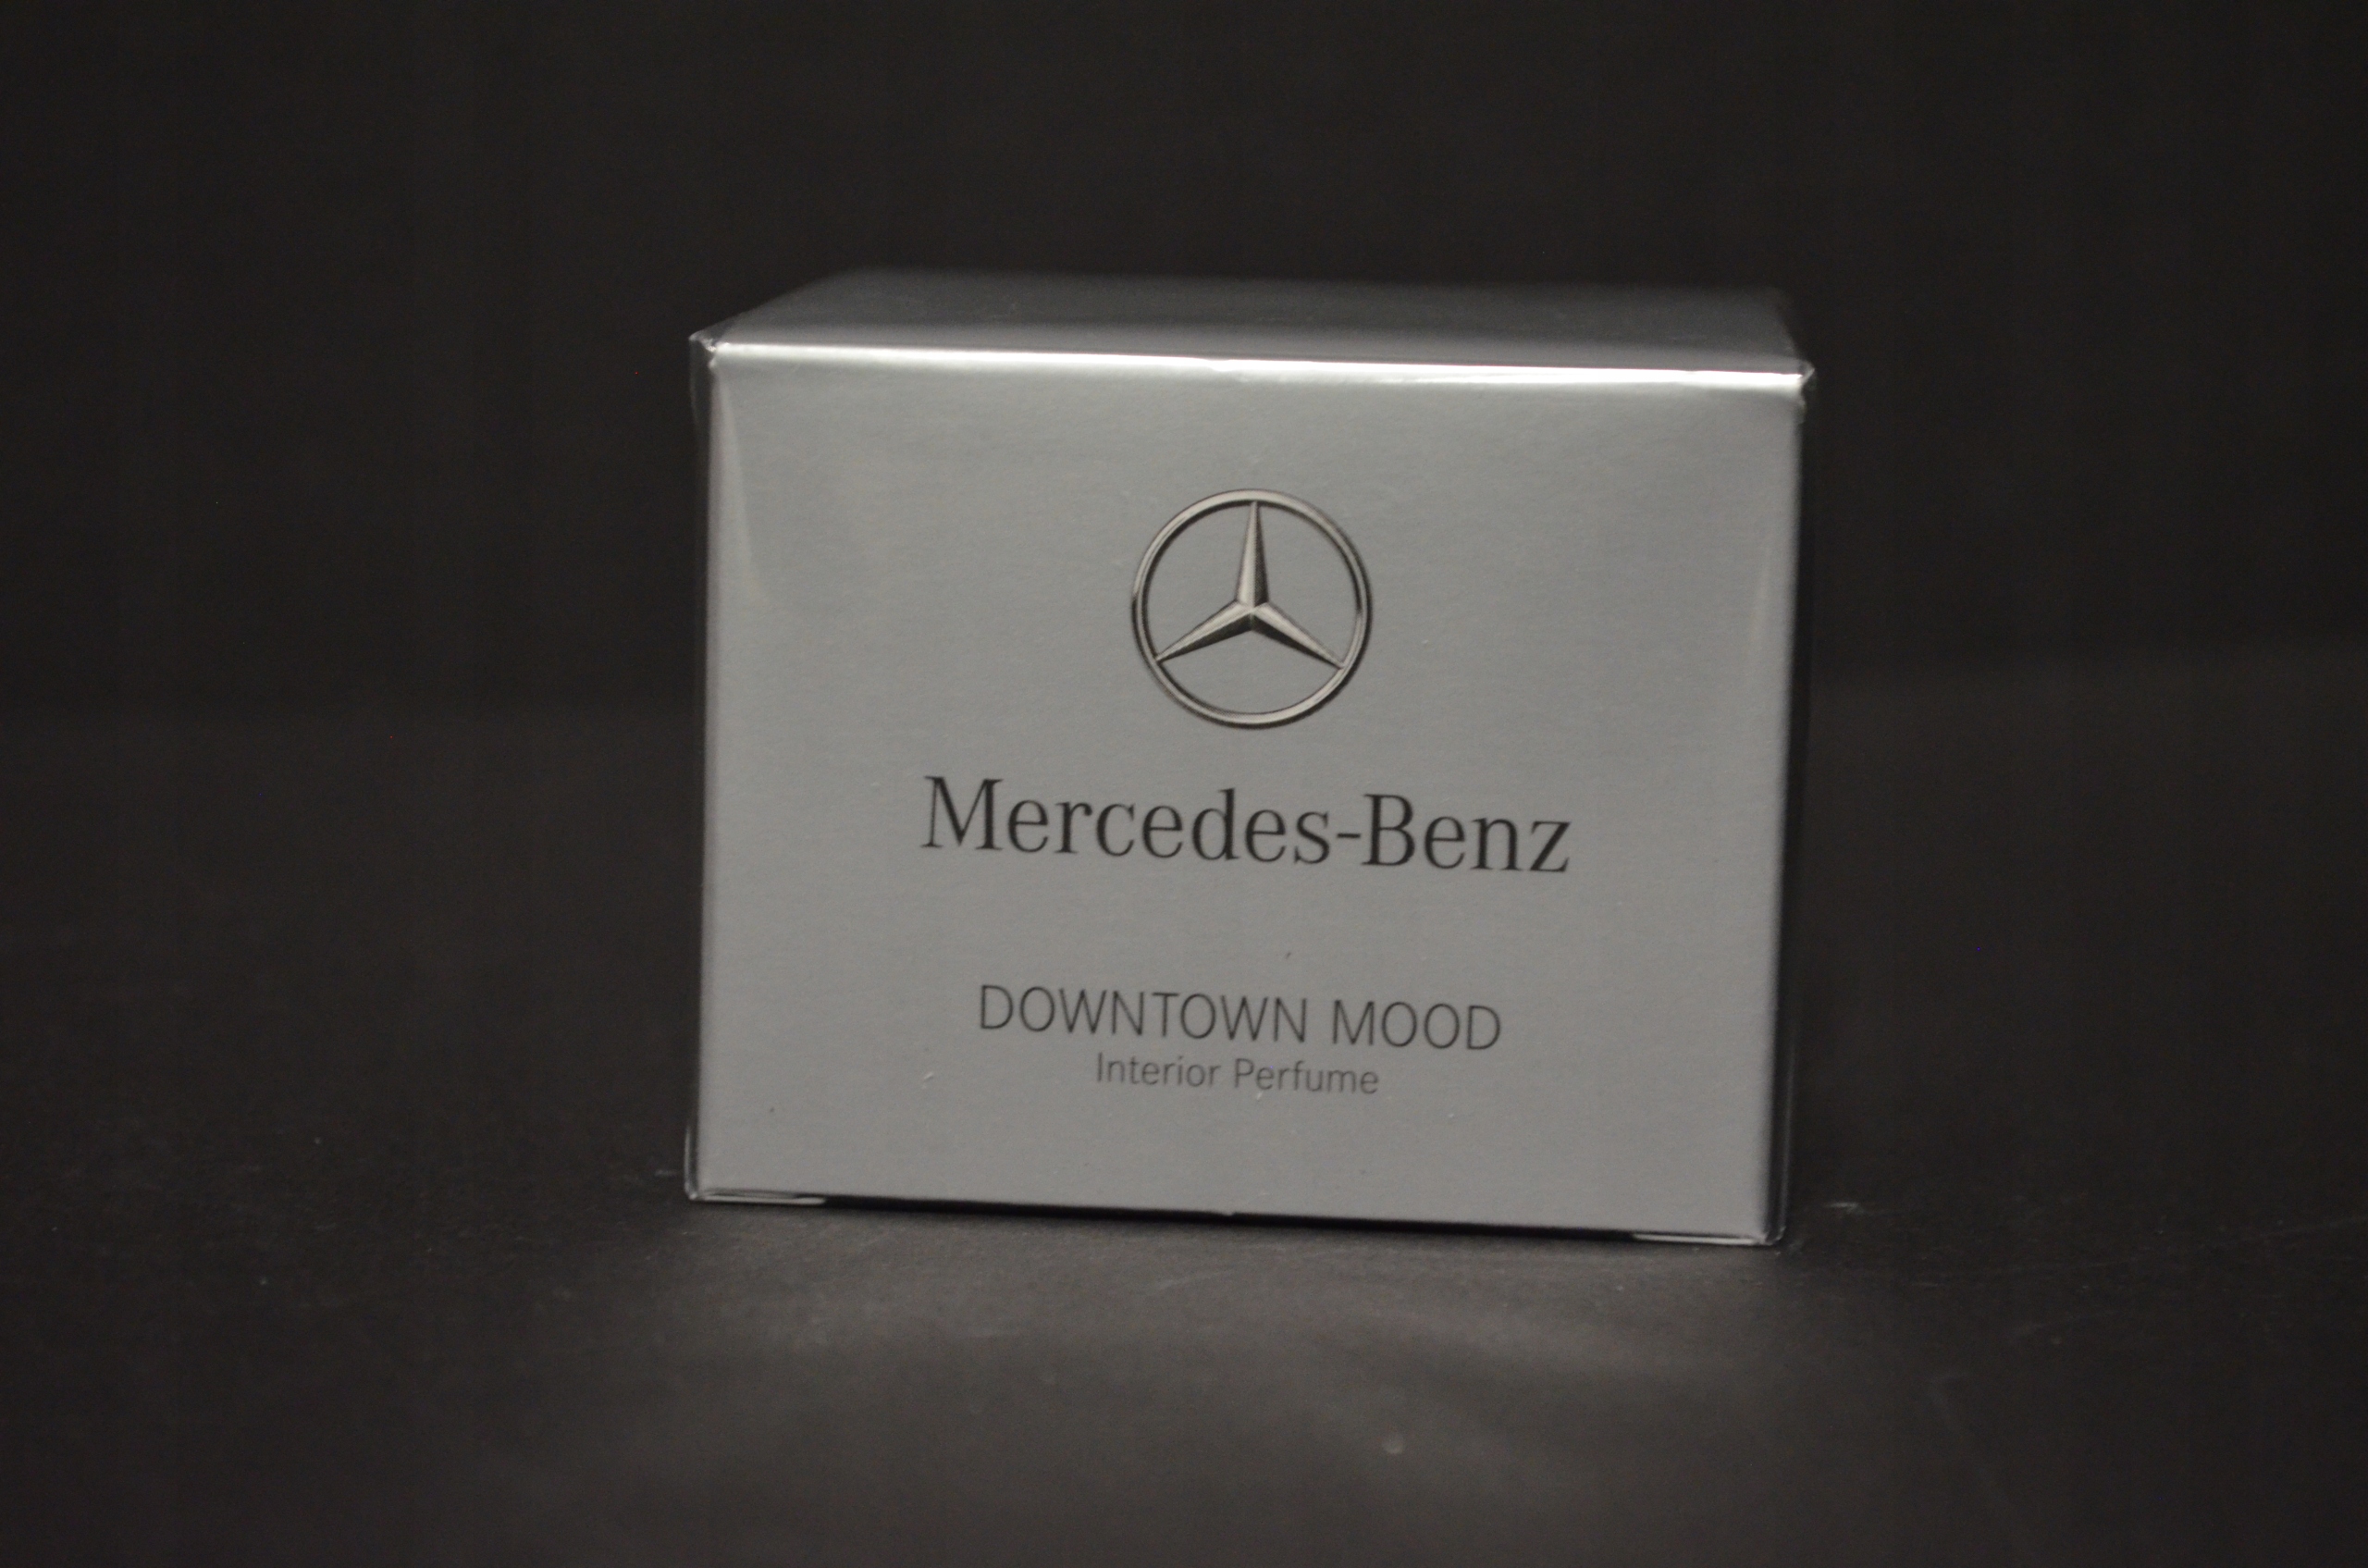 Mercedes-Benz
DOWNTOWN MOOD
Interior Perfume